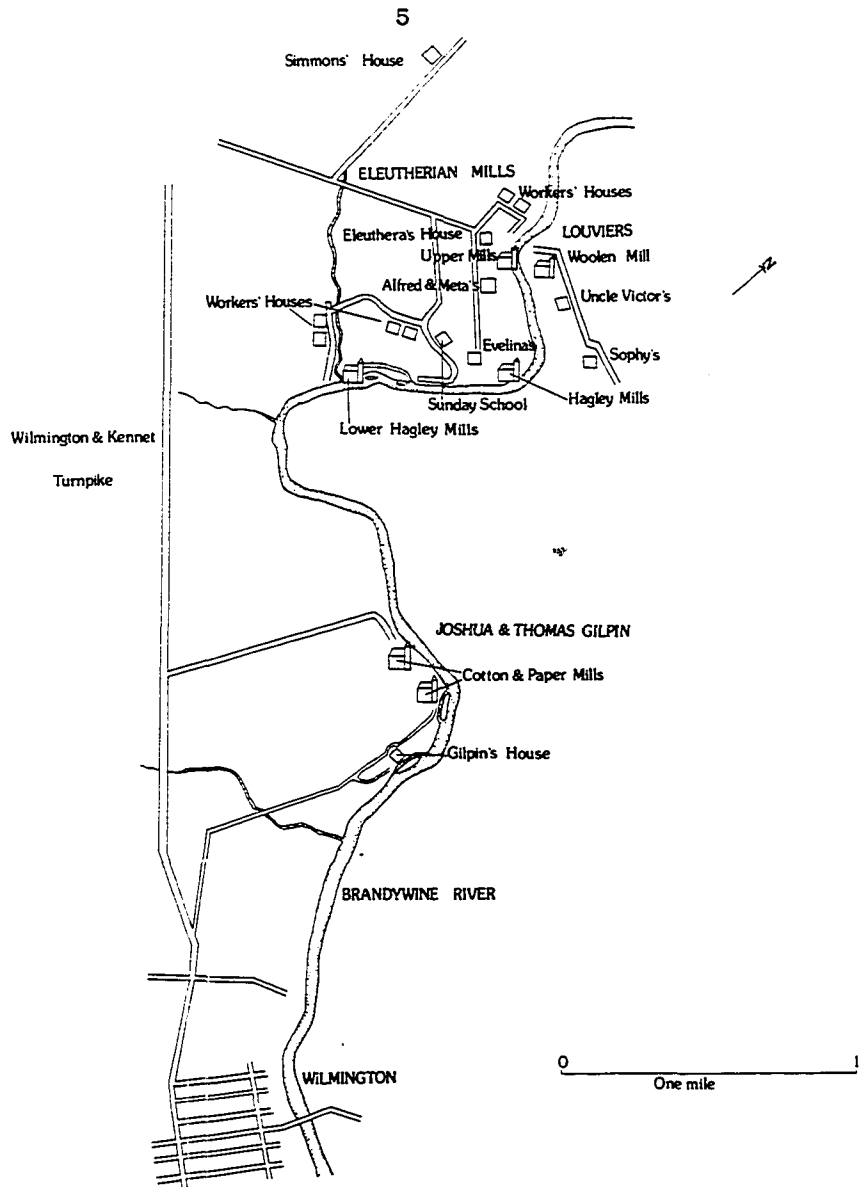 5
Simmons' House
ELEUTHERIAN MILLS
Workers' Houses
Eleuthera's House
LOUVIERS
Upper Mills
Woolen Mill
N
Alfred & Meta's
Uncle Victor's
Workers' Houses
Evelina's
Sophy's
Sunday School
Hagley Mills
Lower Hagley Mills
Wilmington & Kennet
Turnpike
JOSHUA & THOMAS GILPIN
Cotton & Paper Mills
Gilpin's House
BRANDYWINE RIVER
WILMINGTON
0 1
One mile